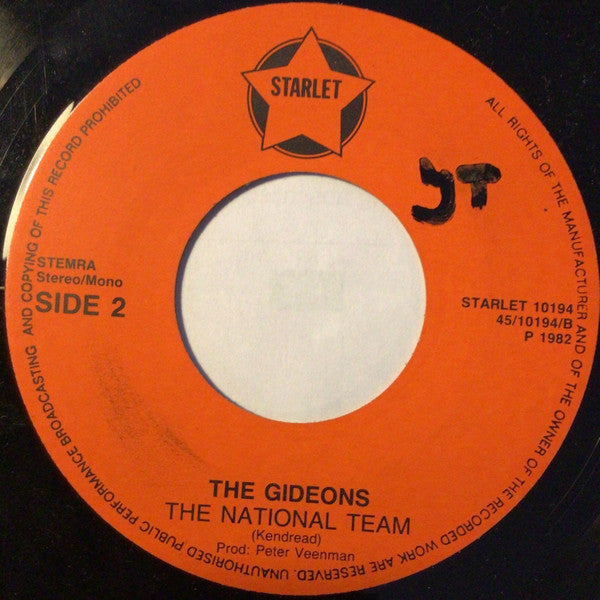 STARLET
ALL RIGHTS OF THE MANUFACTURER AND OF THE OWNER OF THE RECORDED WORK ARE RESERVED. UNAUTHORISED PUBLIC PERFORMANCE BROADCASTING AND COPYING OF THIS RECORD PROHIBITED
JT
STEMRA
Stereo/Mono
SIDE 2
STARLET 10194
45/10194/B
P 1982
THE GIDEONS
THE NATIONAL TEAM
(Kendread)
Prod: Peter Veenman